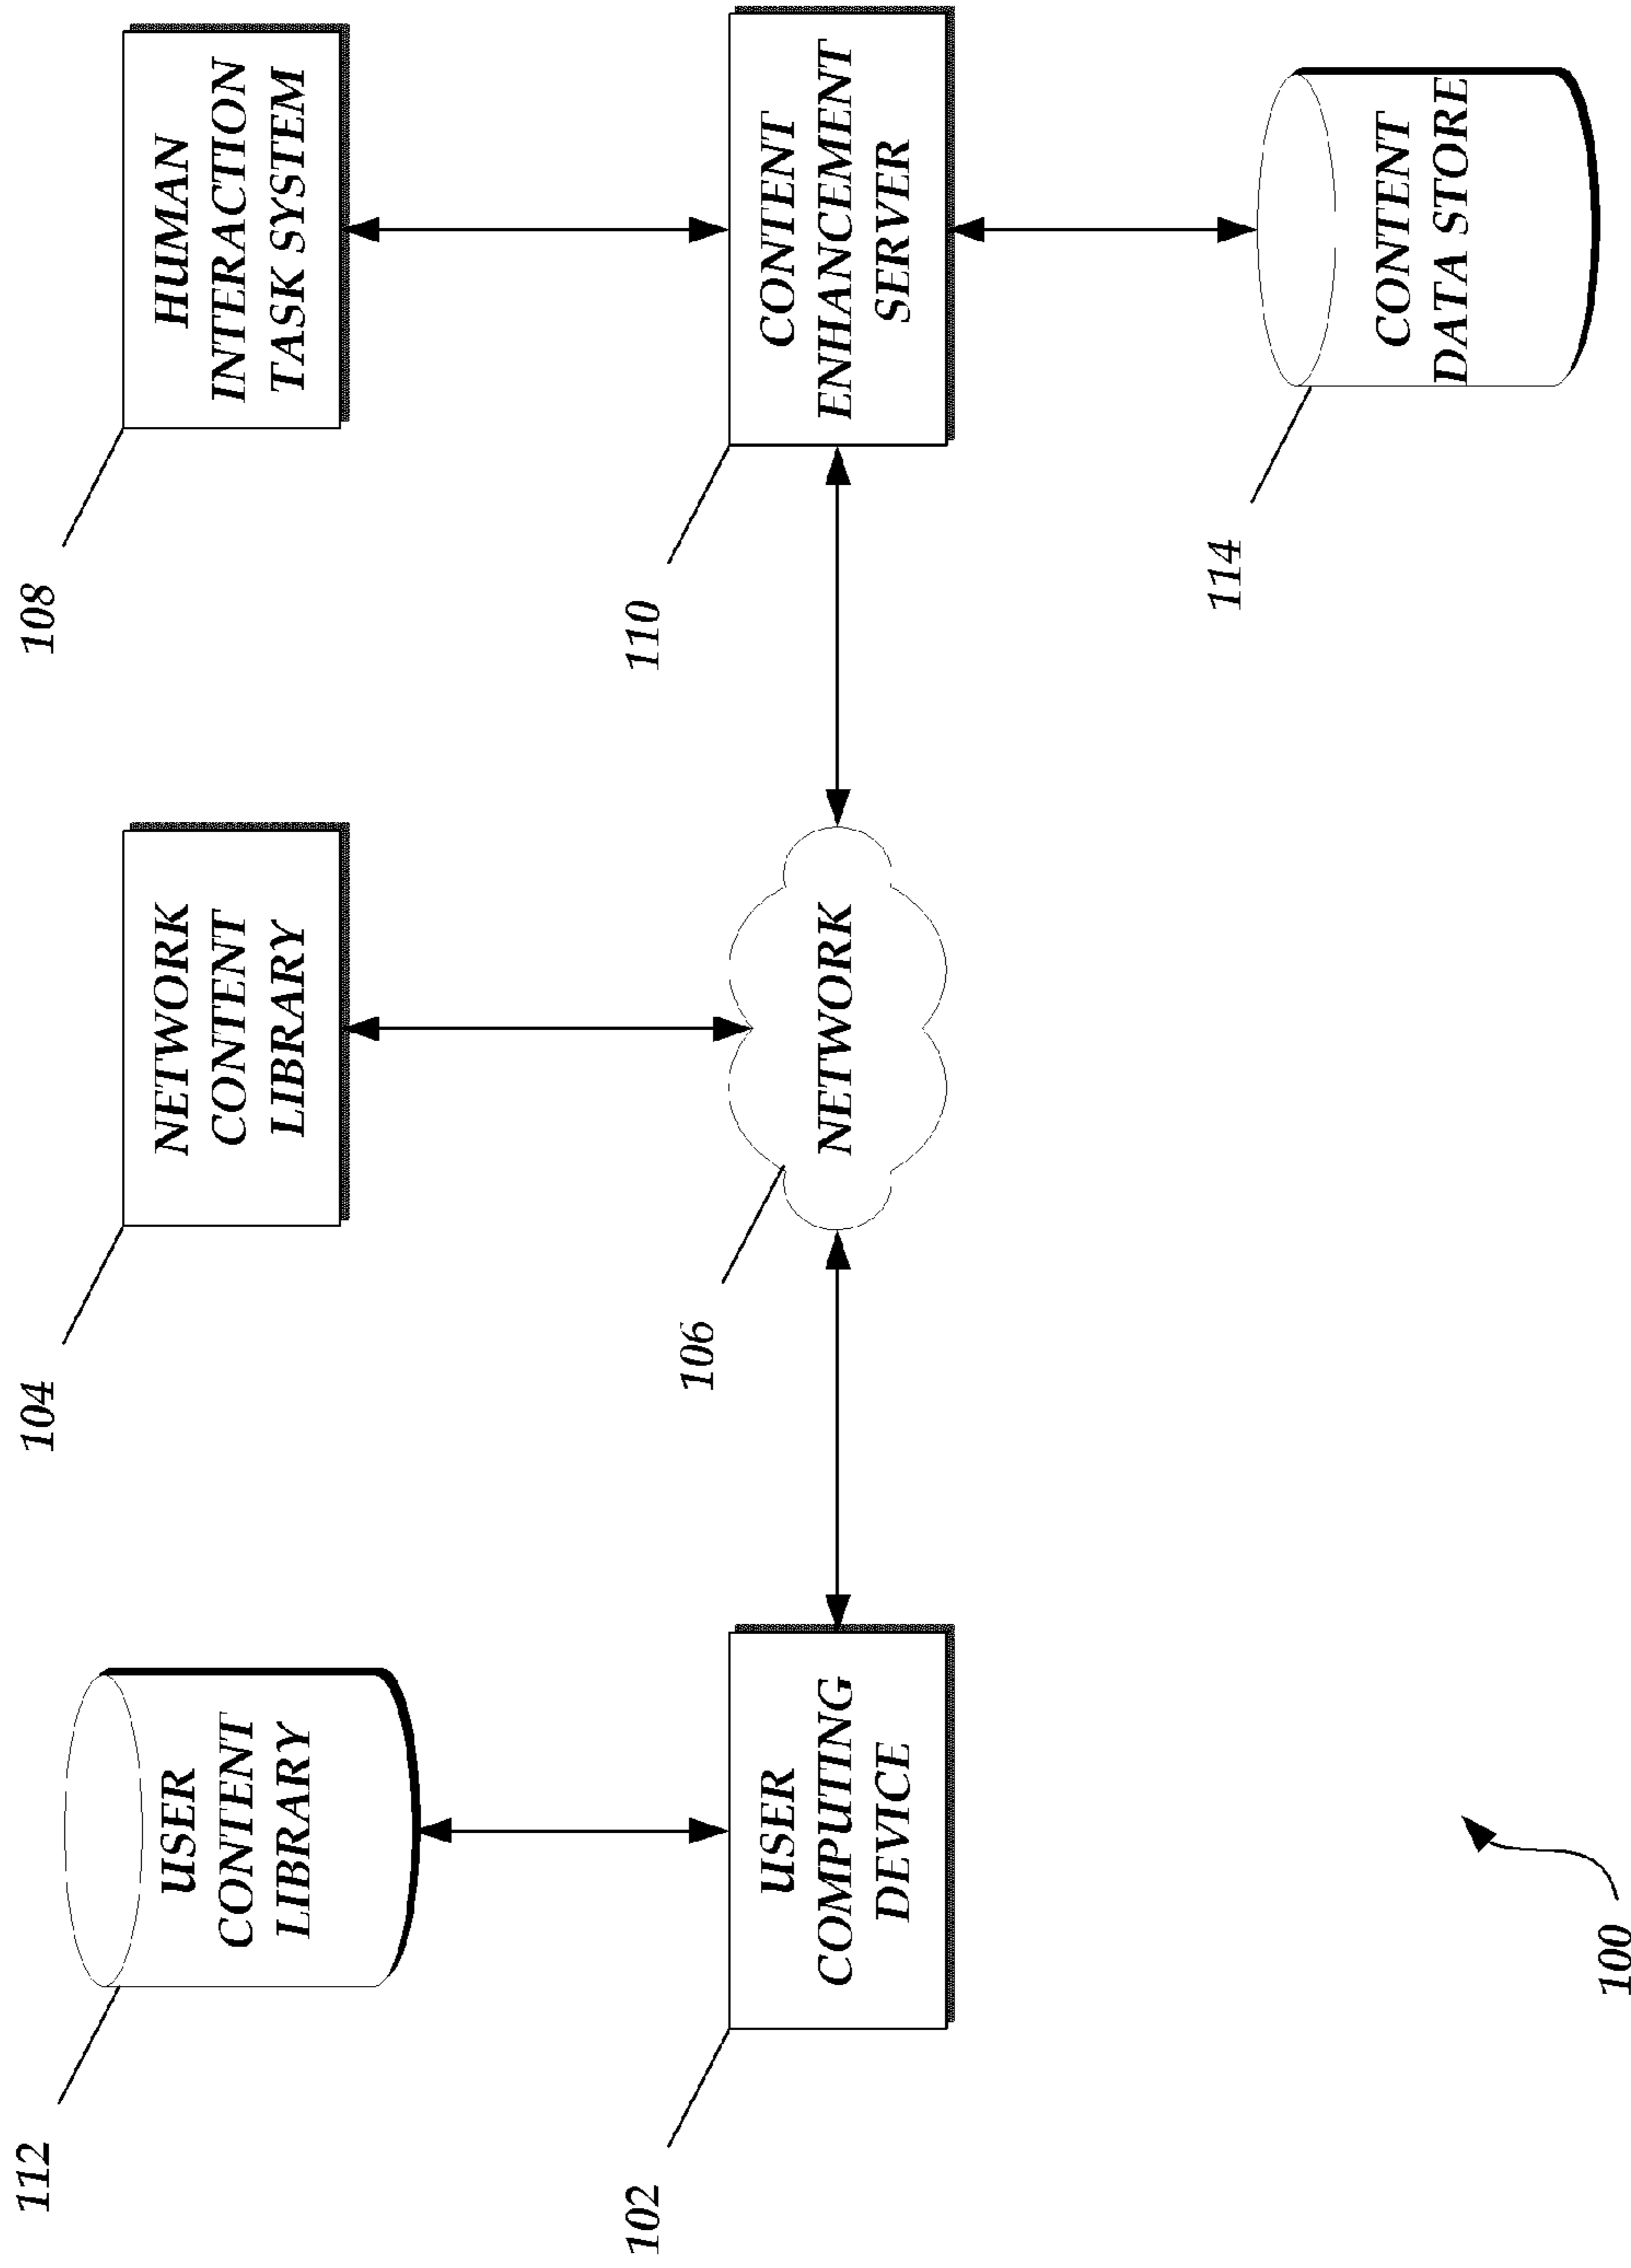 112
USER
CONTENT
LIBRARY
104
NETWORK
CONTENT
LIBRARY
108
HUMAN
INTERACTION
TASK SYSTEM
102
USER
COMPUTING
DEVICE
106
NETWORK
110
CONTENT
ENHANCEMENT
SERVER
114
CONTENT
DATA STORE
100